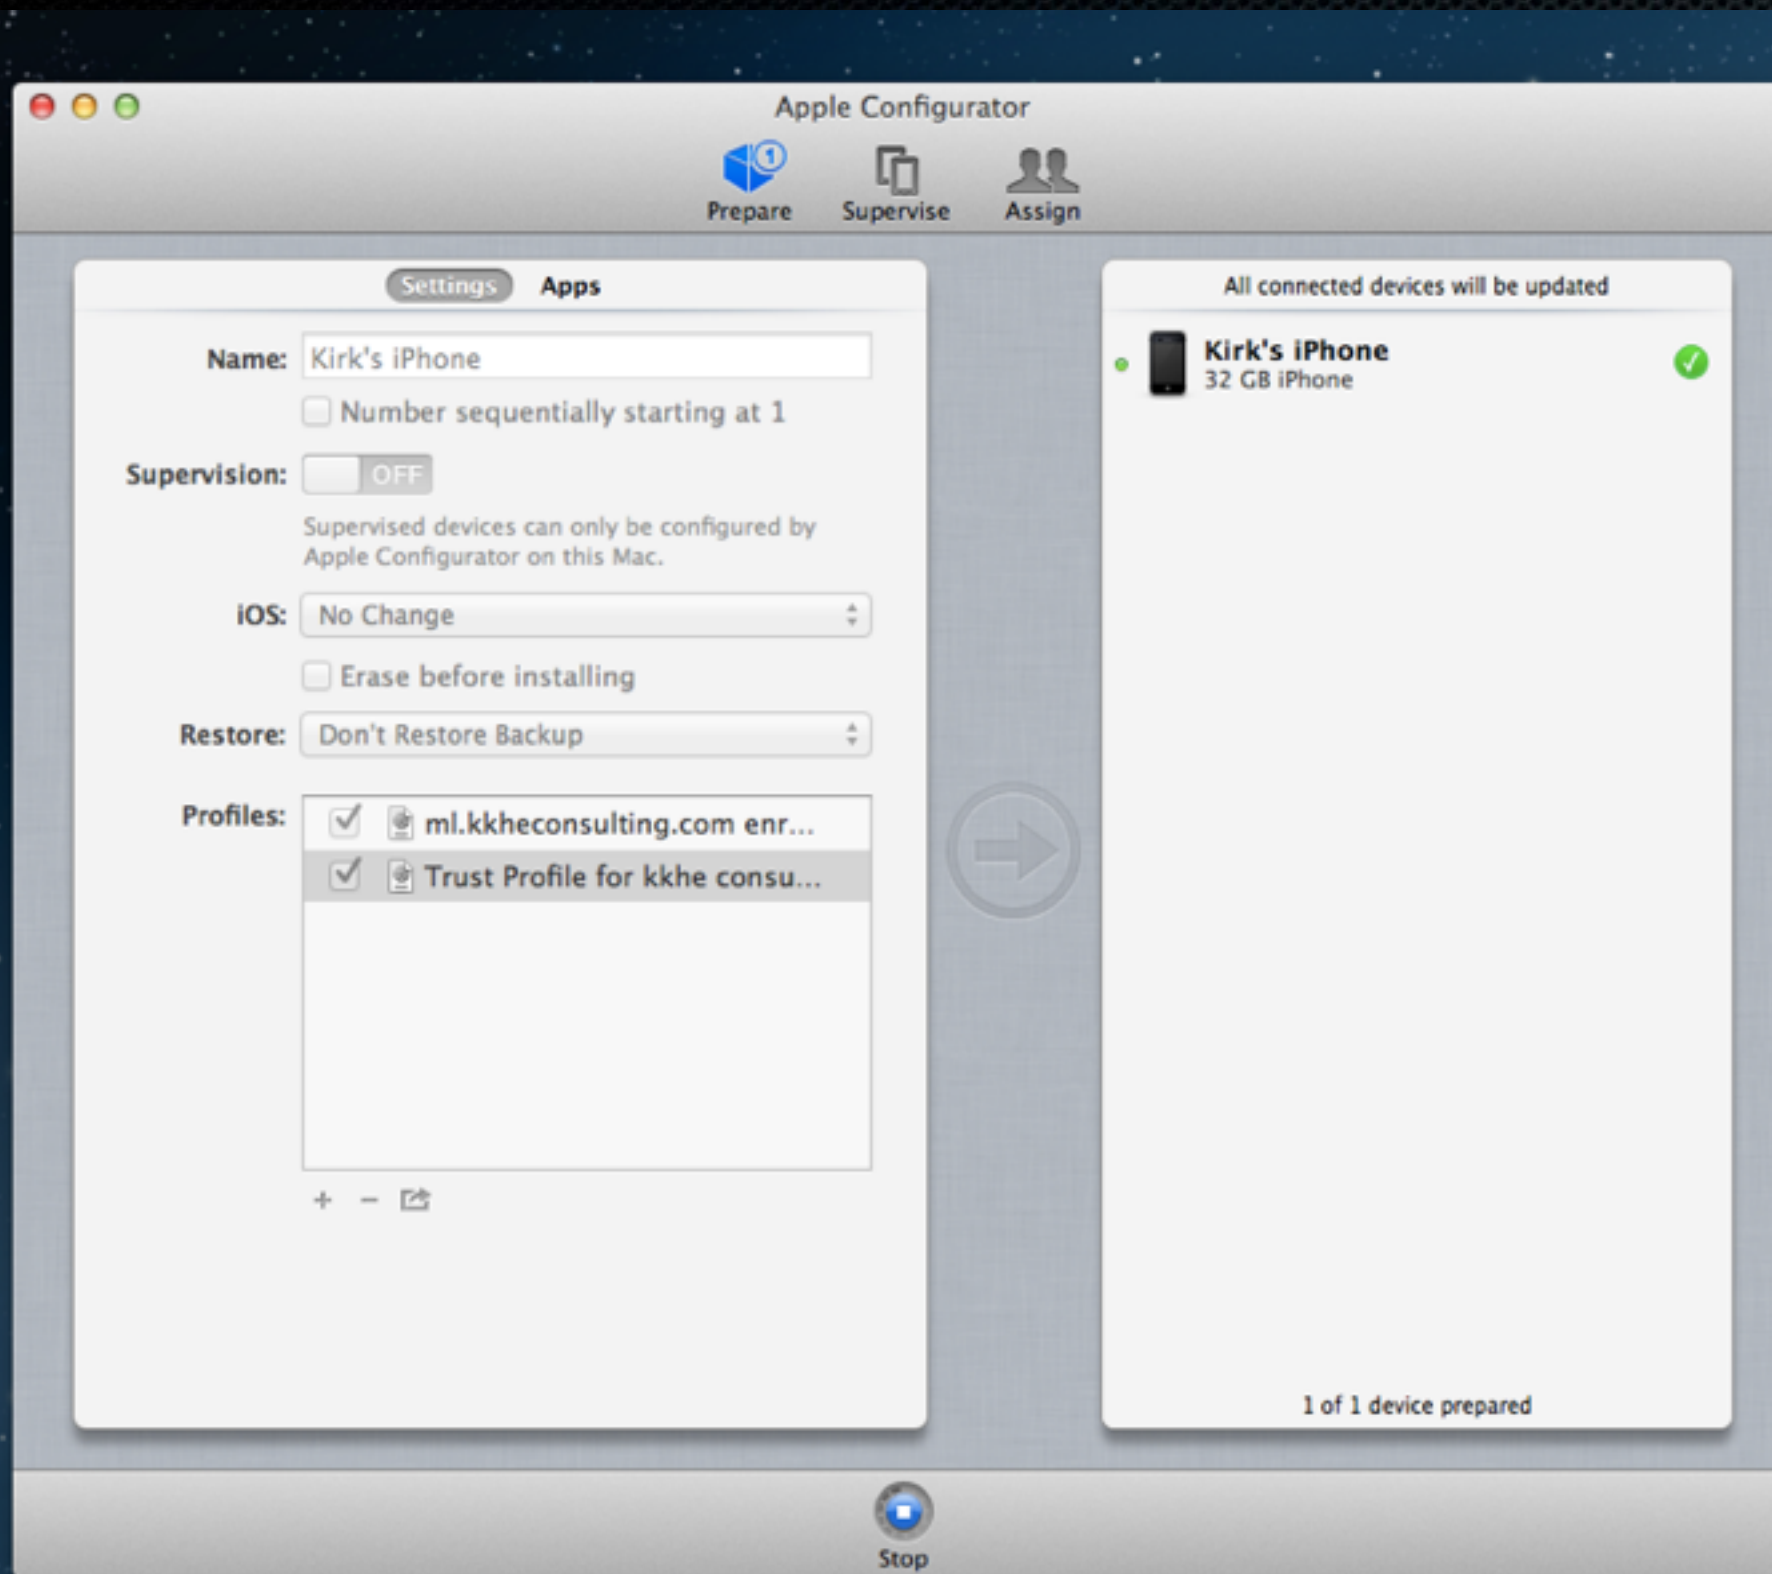 Apple Configurator
1
Prepare Supervise Assign
Settings Apps
Name: Kirk's iPhone
Number sequentially starting at 1
Supervision: OFF
Supervised devices can only be configured by
Apple Configurator on this Mac.
iOS: No Change
Erase before installing
Restore: Don't Restore Backup
Profiles: ml.kkheconsulting.com enr...
Trust Profile for kkhe consu...
All connected devices will be updated
Kirk's iPhone
32 GB iPhone
1 of 1 device prepared
Stop